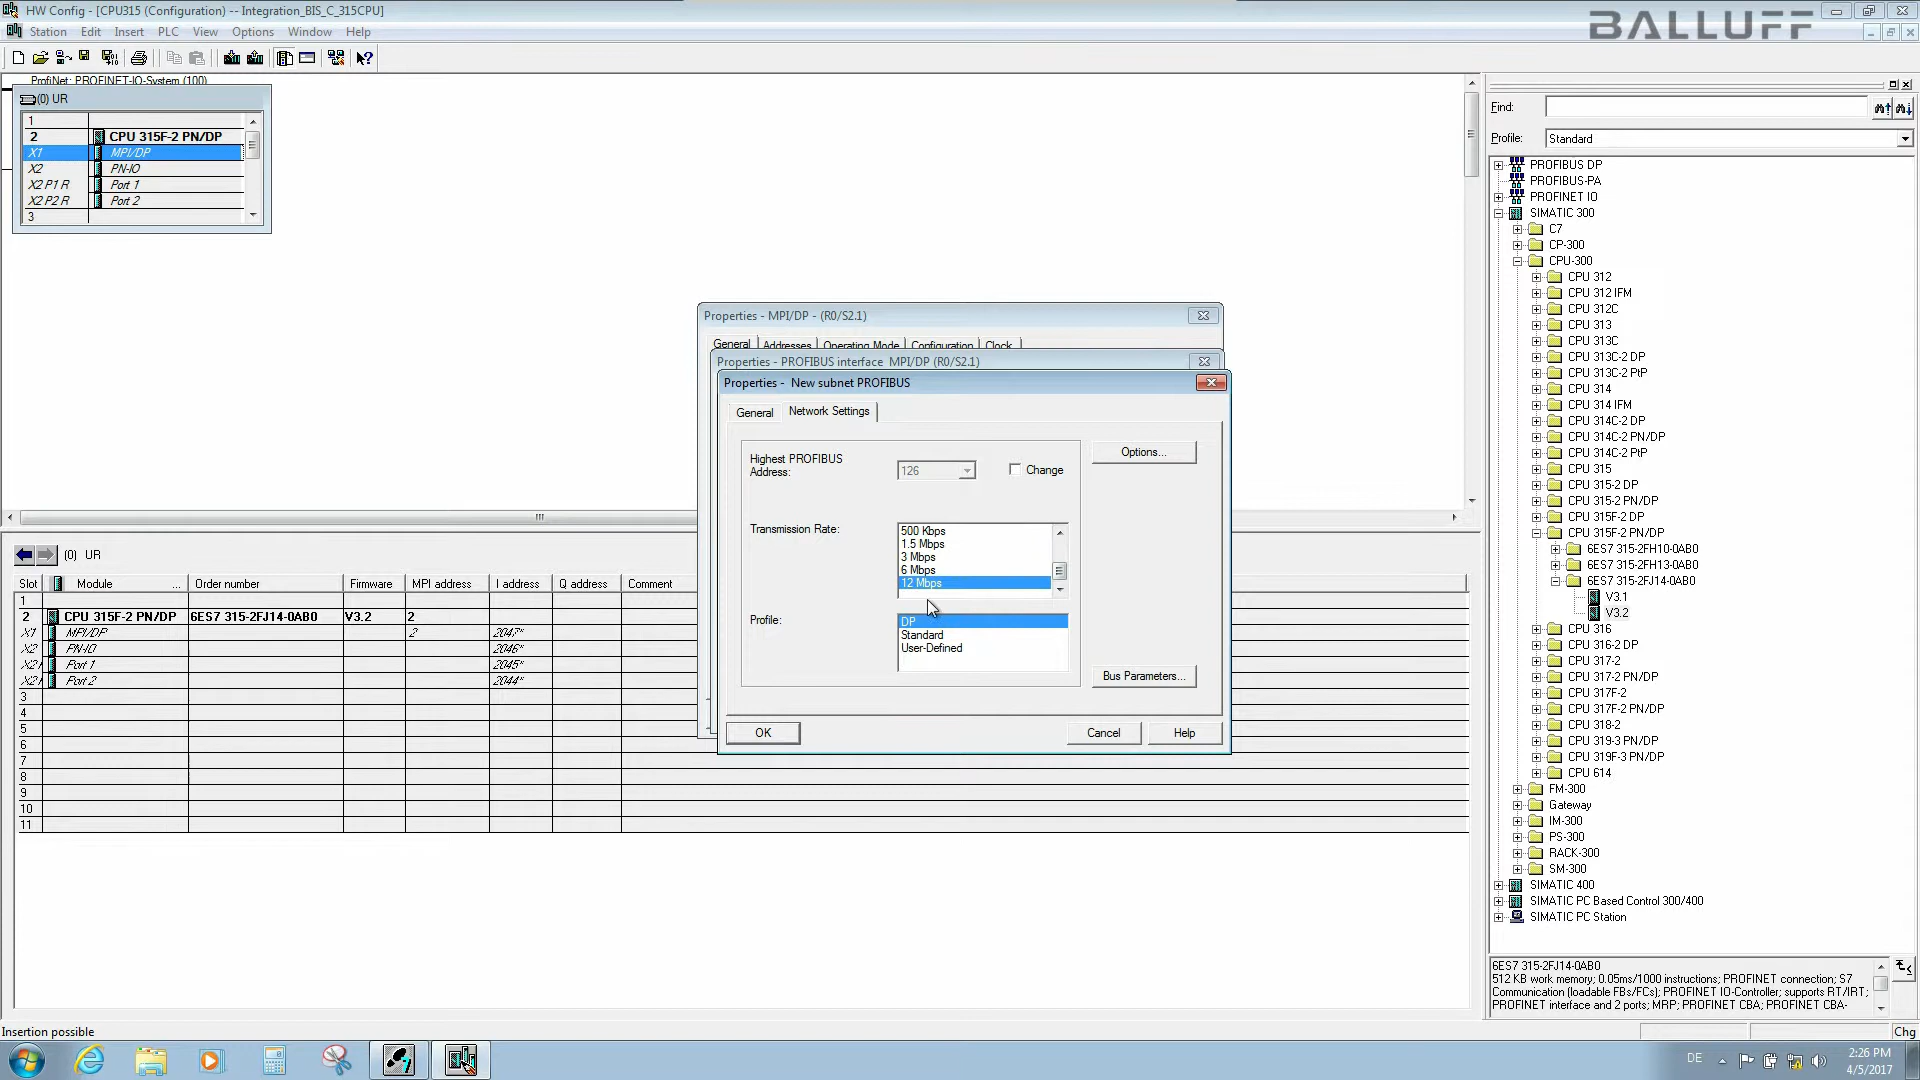 HW Config - [CPU315 (Configuration) -- Integration_BIS_C_315CPU]
BALLUFF
Station Edit Insert PLC View Options Window Help
ProfiNet: PROFINET-IO-System (100)
(0) UR
1
2 CPU 315F-2 PN/DP
X1 MPI/DP
X2 PN-IO
X2 P1 R Port 1
X2 P2 R Port 2
3
Find:
Profile: Standard
PROFIBUS DP
PROFIBUS-PA
PROFINET IO
SIMATIC 300
C7
CP-300
CPU-300
CPU 312
CPU 312 IFM
CPU 312C
CPU 313
CPU 313C
CPU 313C-2 DP
CPU 313C-2 PtP
CPU 314
CPU 314 IFM
CPU 314C-2 DP
CPU 314C-2 PN/DP
CPU 314C-2 PtP
CPU 315
CPU 315-2 DP
CPU 315-2 PN/DP
CPU 315F-2 DP
CPU 315F-2 PN/DP
6ES7 315-2FH10-0AB0
6ES7 315-2FH13-0AB0
6ES7 315-2FJ14-0AB0
V3.1
V3.2
CPU 316
CPU 316-2 DP
CPU 317-2
CPU 317-2 PN/DP
CPU 317F-2
CPU 317F-2 PN/DP
CPU 318-2
CPU 319-3 PN/DP
CPU 319F-3 PN/DP
CPU 614
FM-300
Gateway
IM-300
PS-300
RACK-300
SM-300
SIMATIC 400
SIMATIC PC Based Control 300/400
SIMATIC PC Station
6ES7 315-2FJ14-0AB0
512 KB work memory; 0.05ms/1000 instructions; PROFINET connection; S7
Communication (loadable FBs/FCs); PROFINET IO-Controller; supports RT/IRT;
PROFINET interface and 2 ports; MRP; PROFINET CBA; PROFINET CBA-
Properties - MPI/DP - (R0/S2.1)
General Addresses Operating Mode Configuration Clock
Properties - PROFIBUS interface MPI/DP (R0/S2.1)
Properties - New subnet PROFIBUS
General Network Settings
Highest PROFIBUS
Address:
126
Change
Options...
Transmission Rate:
500 Kbps
1.5 Mbps
3 Mbps
6 Mbps
12 Mbps
Profile:
DP
Standard
User-Defined
Bus Parameters...
OK Cancel Help
(0) UR
Slot Module ... Order number Firmware MPI address I address Q address Comment
1
2 CPU 315F-2 PN/DP 6ES7 315-2FJ14-0AB0 V3.2 2
X1 MPI/DP 2 2047*
X2 PN-IO 2046*
X2 Port 1 2045*
X2 Port 2 2044*
3
4
5
6
7
8
9
10
11
Insertion possible
Chg
DE
2:26 PM
4/5/2017